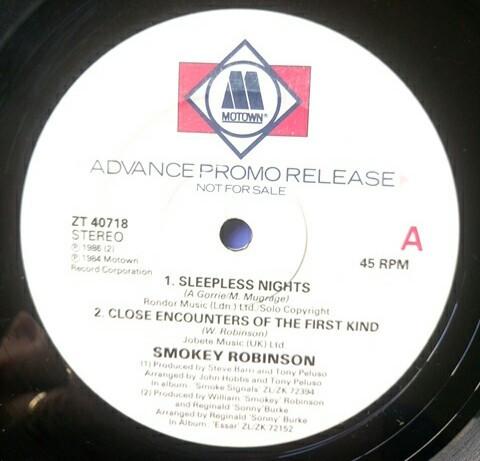 M
MOTOWN®
ADVANCE PROMO RELEASE
NOT FOR SALE
ZT 40718
STEREO
℗ 1986 (2)
℗ 1984 Motown
Record Corporation
A
45 RPM
1. SLEEPLESS NIGHTS
(A Gorrie/M. Mugrage)
Rondor Music (Ldn.) Ltd./Solo Copyright
2. CLOSE ENCOUNTERS OF THE FIRST KIND
(W. Robinson)
Jobete Music (UK) Ltd
SMOKEY ROBINSON
(1) Produced by Steve Barri and Tony Peluso
Arranged by John Hobbs and Tony Peluso
In album: 'Smoke Signals' ZL/ZK 72394
(2) Produced by William 'Smokey' Robinson
and Reginald 'Sonny' Burke
Arranged by Reginald 'Sonny' Burke
In Album: 'Essar' ZL/ZK 72152